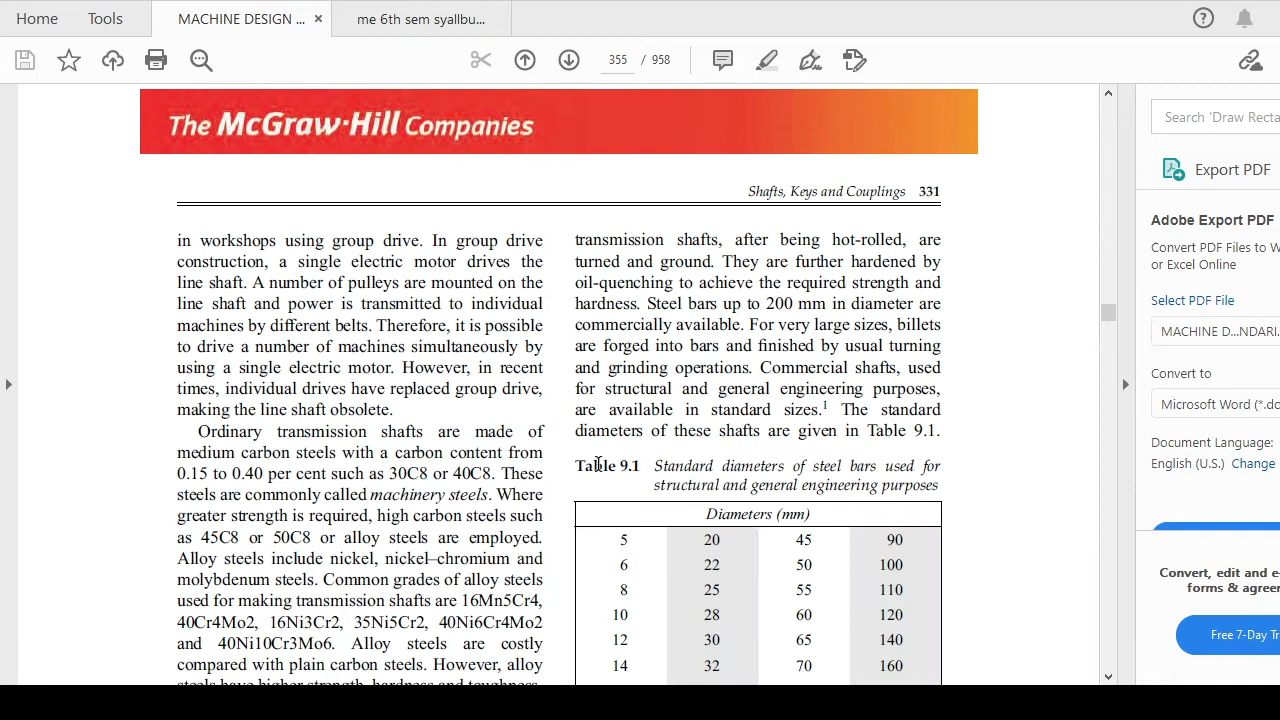 Home
Tools
MACHINE DESIGN ...
me 6th sem syallbu...
355 / 958
The McGraw·Hill Companies
Shafts, Keys and Couplings 331
in workshops using group drive. In group drive
construction, a single electric motor drives the
line shaft. A number of pulleys are mounted on the
line shaft and power is transmitted to individual
machines by different belts. Therefore, it is possible
to drive a number of machines simultaneously by
using a single electric motor. However, in recent
times, individual drives have replaced group drive,
making the line shaft obsolete.
Ordinary transmission shafts are made of
medium carbon steels with a carbon content from
0.15 to 0.40 per cent such as 30C8 or 40C8. These
steels are commonly called machinery steels. Where
greater strength is required, high carbon steels such
as 45C8 or 50C8 or alloy steels are employed.
Alloy steels include nickel, nickel–chromium and
molybdenum steels. Common grades of alloy steels
used for making transmission shafts are 16Mn5Cr4,
40Cr4Mo2, 16Ni3Cr2, 35Ni5Cr2, 40Ni6Cr4Mo2
and 40Ni10Cr3Mo6. Alloy steels are costly
compared with plain carbon steels. However, alloy
steels have higher strength, hardness and toughness.
transmission shafts, after being hot-rolled, are
turned and ground. They are further hardened by
oil-quenching to achieve the required strength and
hardness. Steel bars up to 200 mm in diameter are
commercially available. For very large sizes, billets
are forged into bars and finished by usual turning
and grinding operations. Commercial shafts, used
for structural and general engineering purposes,
are available in standard sizes.1 The standard
diameters of these shafts are given in Table 9.1.
Table 9.1 Standard diameters of steel bars used for
structural and general engineering purposes
Diameters (mm)
5 20 45 90
6 22 50 100
8 25 55 110
10 28 60 120
12 30 65 140
14 32 70 160
Search 'Draw Recta
Export PDF
Adobe Export PDF
Convert PDF Files to W
or Excel Online
Select PDF File
MACHINE D...NDARI.
Convert to
Microsoft Word (*.do
Document Language:
English (U.S.) Change
Convert, edit and e-
forms & agree
Free 7-Day Tr